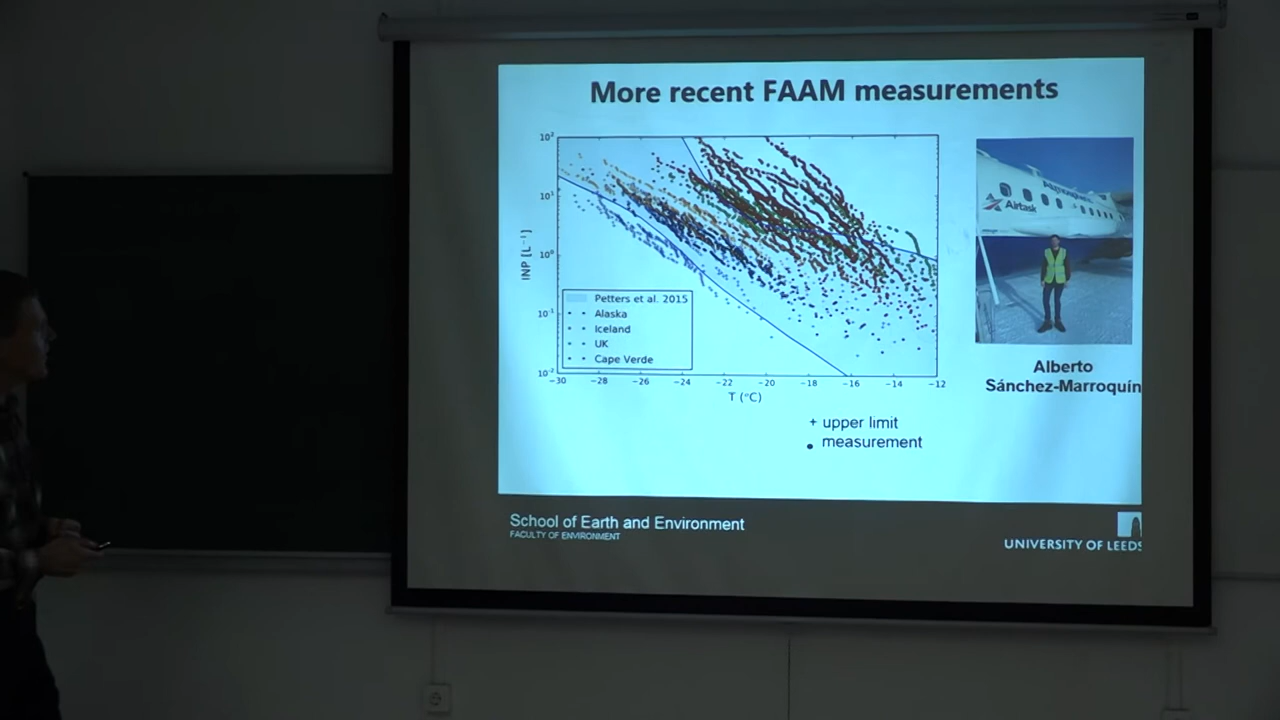 More recent FAAM measurements
10²
10¹
10⁰
10⁻¹
10⁻²
INP [L⁻¹]
Petters et al. 2015
Alaska
Iceland
UK
Cape Verde
−30 −28 −26 −24 −22 −20 −18 −16 −14 −12
T (°C)
+ upper limit
• measurement
Airtask
Alberto
Sánchez-Marroquín
School of Earth and Environment
FACULTY OF ENVIRONMENT
UNIVERSITY OF LEEDS